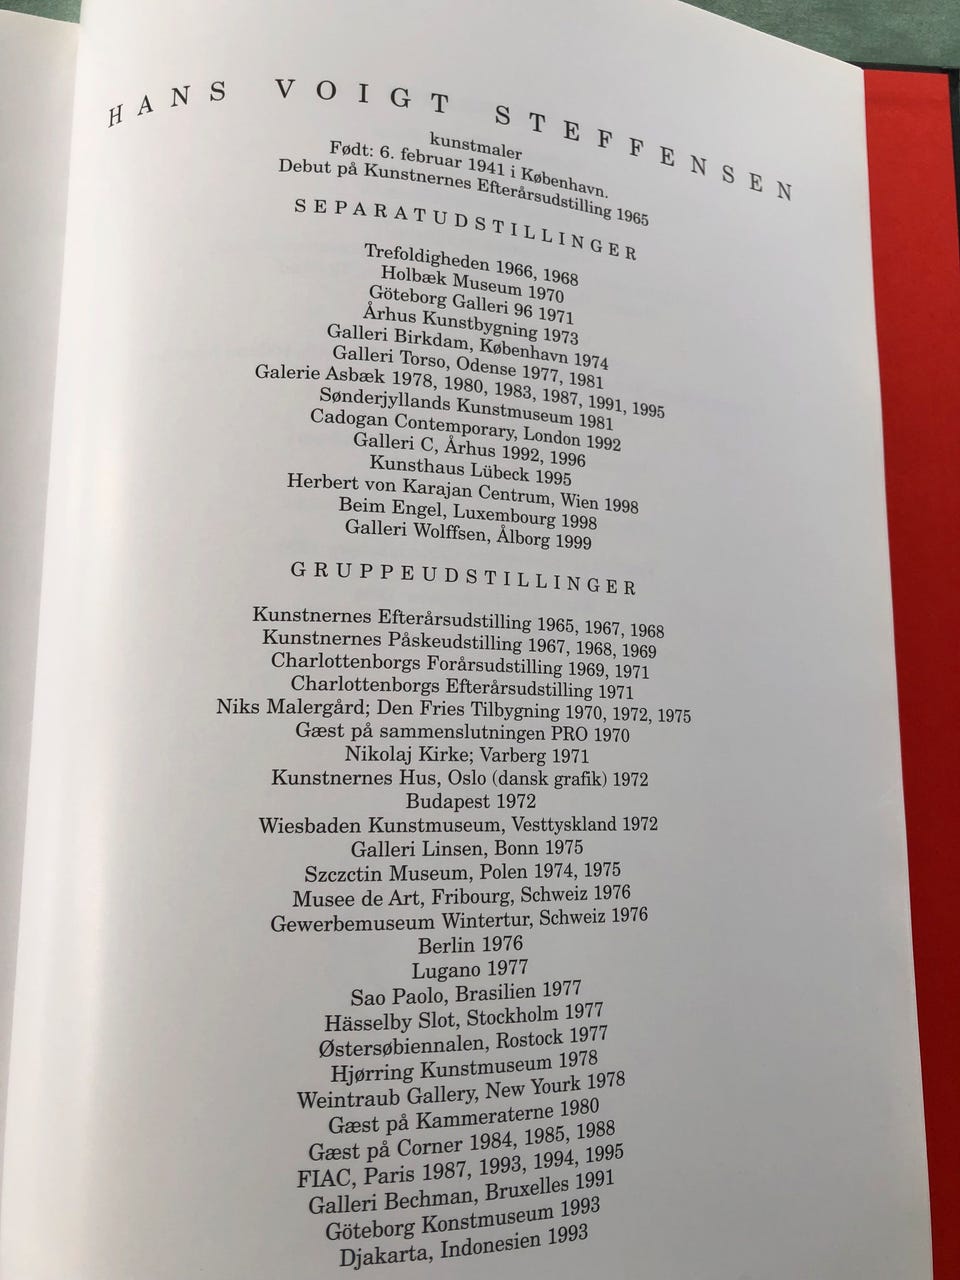 HANS VOIGT STEFFENSEN
kunstmaler
Født: 6. februar 1941 i København.
Debut på Kunstnernes Efterårsudstilling 1965
SEPARATUDSTILLINGER
Trefoldigheden 1966, 1968
Holbæk Museum 1970
Göteborg Galleri 96 1971
Århus Kunstbygning 1973
Galleri Birkdam, København 1974
Galleri Torso, Odense 1977, 1981
Galerie Asbæk 1978, 1980, 1983, 1987, 1991, 1995
Sønderjyllands Kunstmuseum 1981
Cadogan Contemporary, London 1992
Galleri C, Århus 1992, 1996
Kunsthaus Lübeck 1995
Herbert von Karajan Centrum, Wien 1998
Beim Engel, Luxembourg 1998
Galleri Wolffsen, Ålborg 1999
GRUPPEUDSTILLINGER
Kunstnernes Efterårsudstilling 1965, 1967, 1968
Kunstnernes Påskeudstilling 1967, 1968, 1969
Charlottenborgs Forårsudstilling 1969, 1971
Charlottenborgs Efterårsudstilling 1971
Niks Malergård; Den Fries Tilbygning 1970, 1972, 1975
Gæst på sammenslutningen PRO 1970
Nikolaj Kirke; Varberg 1971
Kunstnernes Hus, Oslo (dansk grafik) 1972
Budapest 1972
Wiesbaden Kunstmuseum, Vesttyskland 1972
Galleri Linsen, Bonn 1975
Szczctin Museum, Polen 1974, 1975
Musee de Art, Fribourg, Schweiz 1976
Gewerbemuseum Wintertur, Schweiz 1976
Berlin 1976
Lugano 1977
Sao Paolo, Brasilien 1977
Hässelby Slot, Stockholm 1977
Østersøbiennalen, Rostock 1977
Hjørring Kunstmuseum 1978
Weintraub Gallery, New Yourk 1978
Gæst på Kammeraterne 1980
Gæst på Corner 1984, 1985, 1988
FIAC, Paris 1987, 1993, 1994, 1995
Galleri Bechman, Bruxelles 1991
Göteborg Konstmuseum 1993
Djakarta, Indonesien 1993